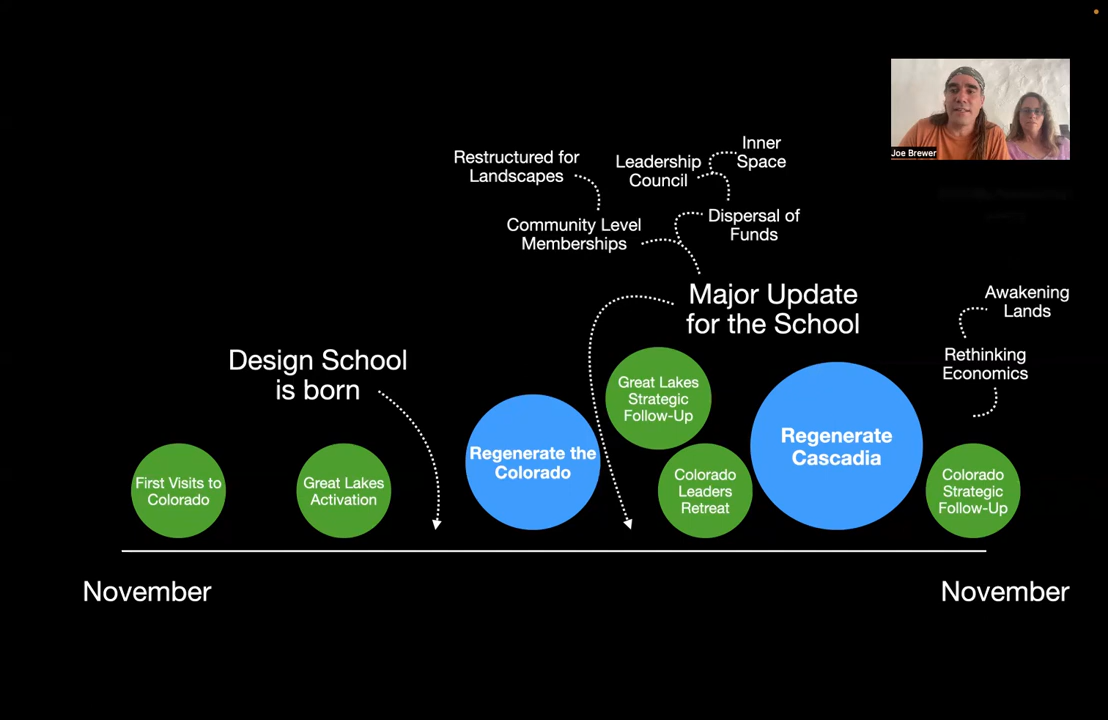 Joe Brewer
Inner
Space
Restructured for
Landscapes
Leadership
Council
Dispersal of
Funds
Community Level
Memberships
Major Update
for the School
Awakening
Lands
Rethinking
Economics
Design School
is born
Great Lakes
Strategic
Follow-Up
Regenerate the
Colorado
Regenerate
Cascadia
First Visits to
Colorado
Great Lakes
Activation
Colorado
Leaders
Retreat
Colorado
Strategic
Follow-Up
November
November